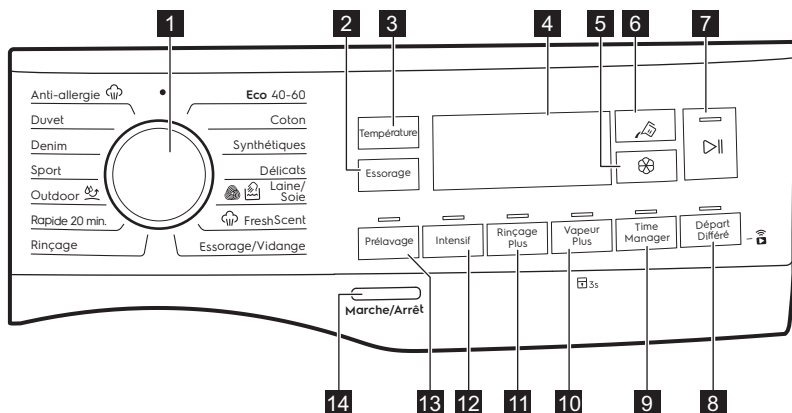 1
2
3
4
5
6
7
Anti-allergie
Duvet
Denim
Sport
Outdoor
Rapide 20 min.
Rinçage
Eco 40-60
Coton
Synthétiques
Délicats
Laine/
Soie
FreshScent
Essorage/Vidange
Température
Essorage
Prélavage
Intensif
Rinçage
Plus
Vapeur
Plus
Time
Manager
Départ
Différé
3s
Marche/Arrêt
14
13
12
11
10
9
8